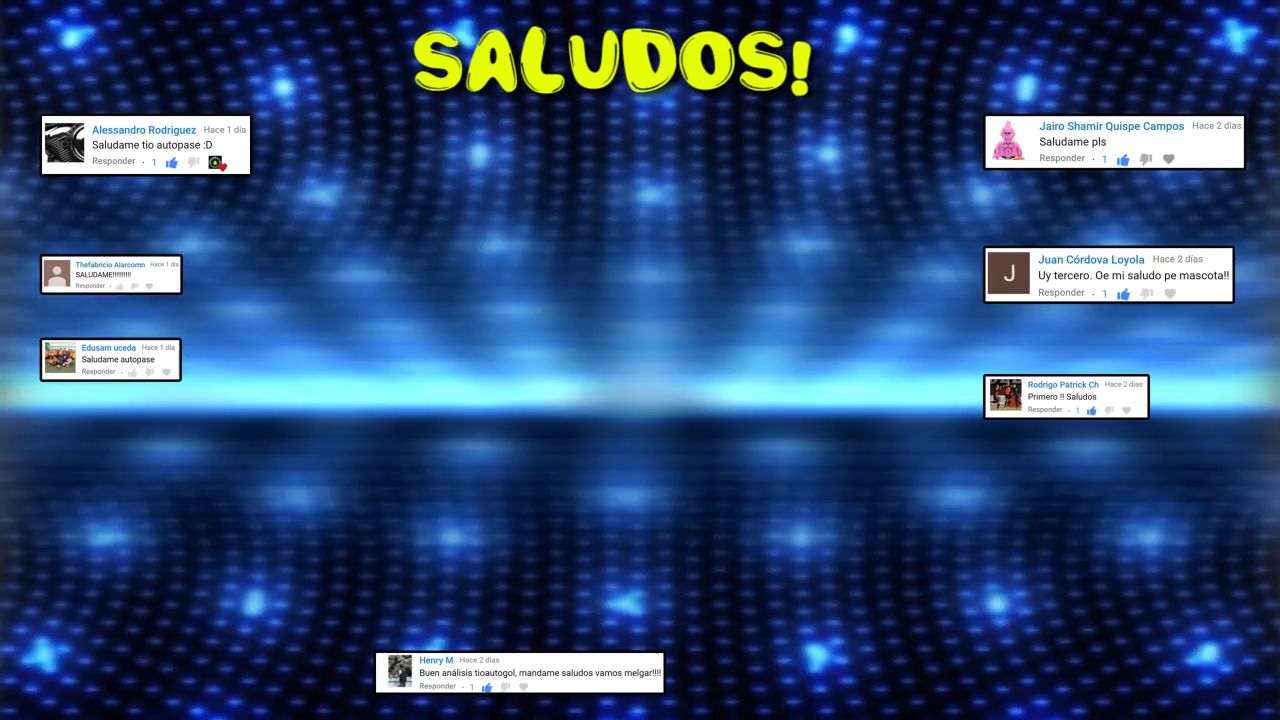 SALUDOS!
Alessandro Rodriguez Hace 1 día
Saludame tio autopase :D
Responder · 1
Thefabricio Alarcomn Hace 1 día
SALUDAME!!!!!!!!!
Responder ·
Edusam uceda Hace 1 día
Saludame autopase
Responder ·
Jairo Shamir Quispe Campos Hace 2 días
Saludame pls
Responder · 1
J
Juan Córdova Loyola Hace 2 días
Uy tercero. Oe mi saludo pe mascota!!
Responder · 1
Rodrigo Patrick Ch Hace 2 días
Primero !! Saludos
Responder · 1
Henry M Hace 2 días
Buen análisis tioautogol, mandame saludos vamos melgar!!!!
Responder · 1